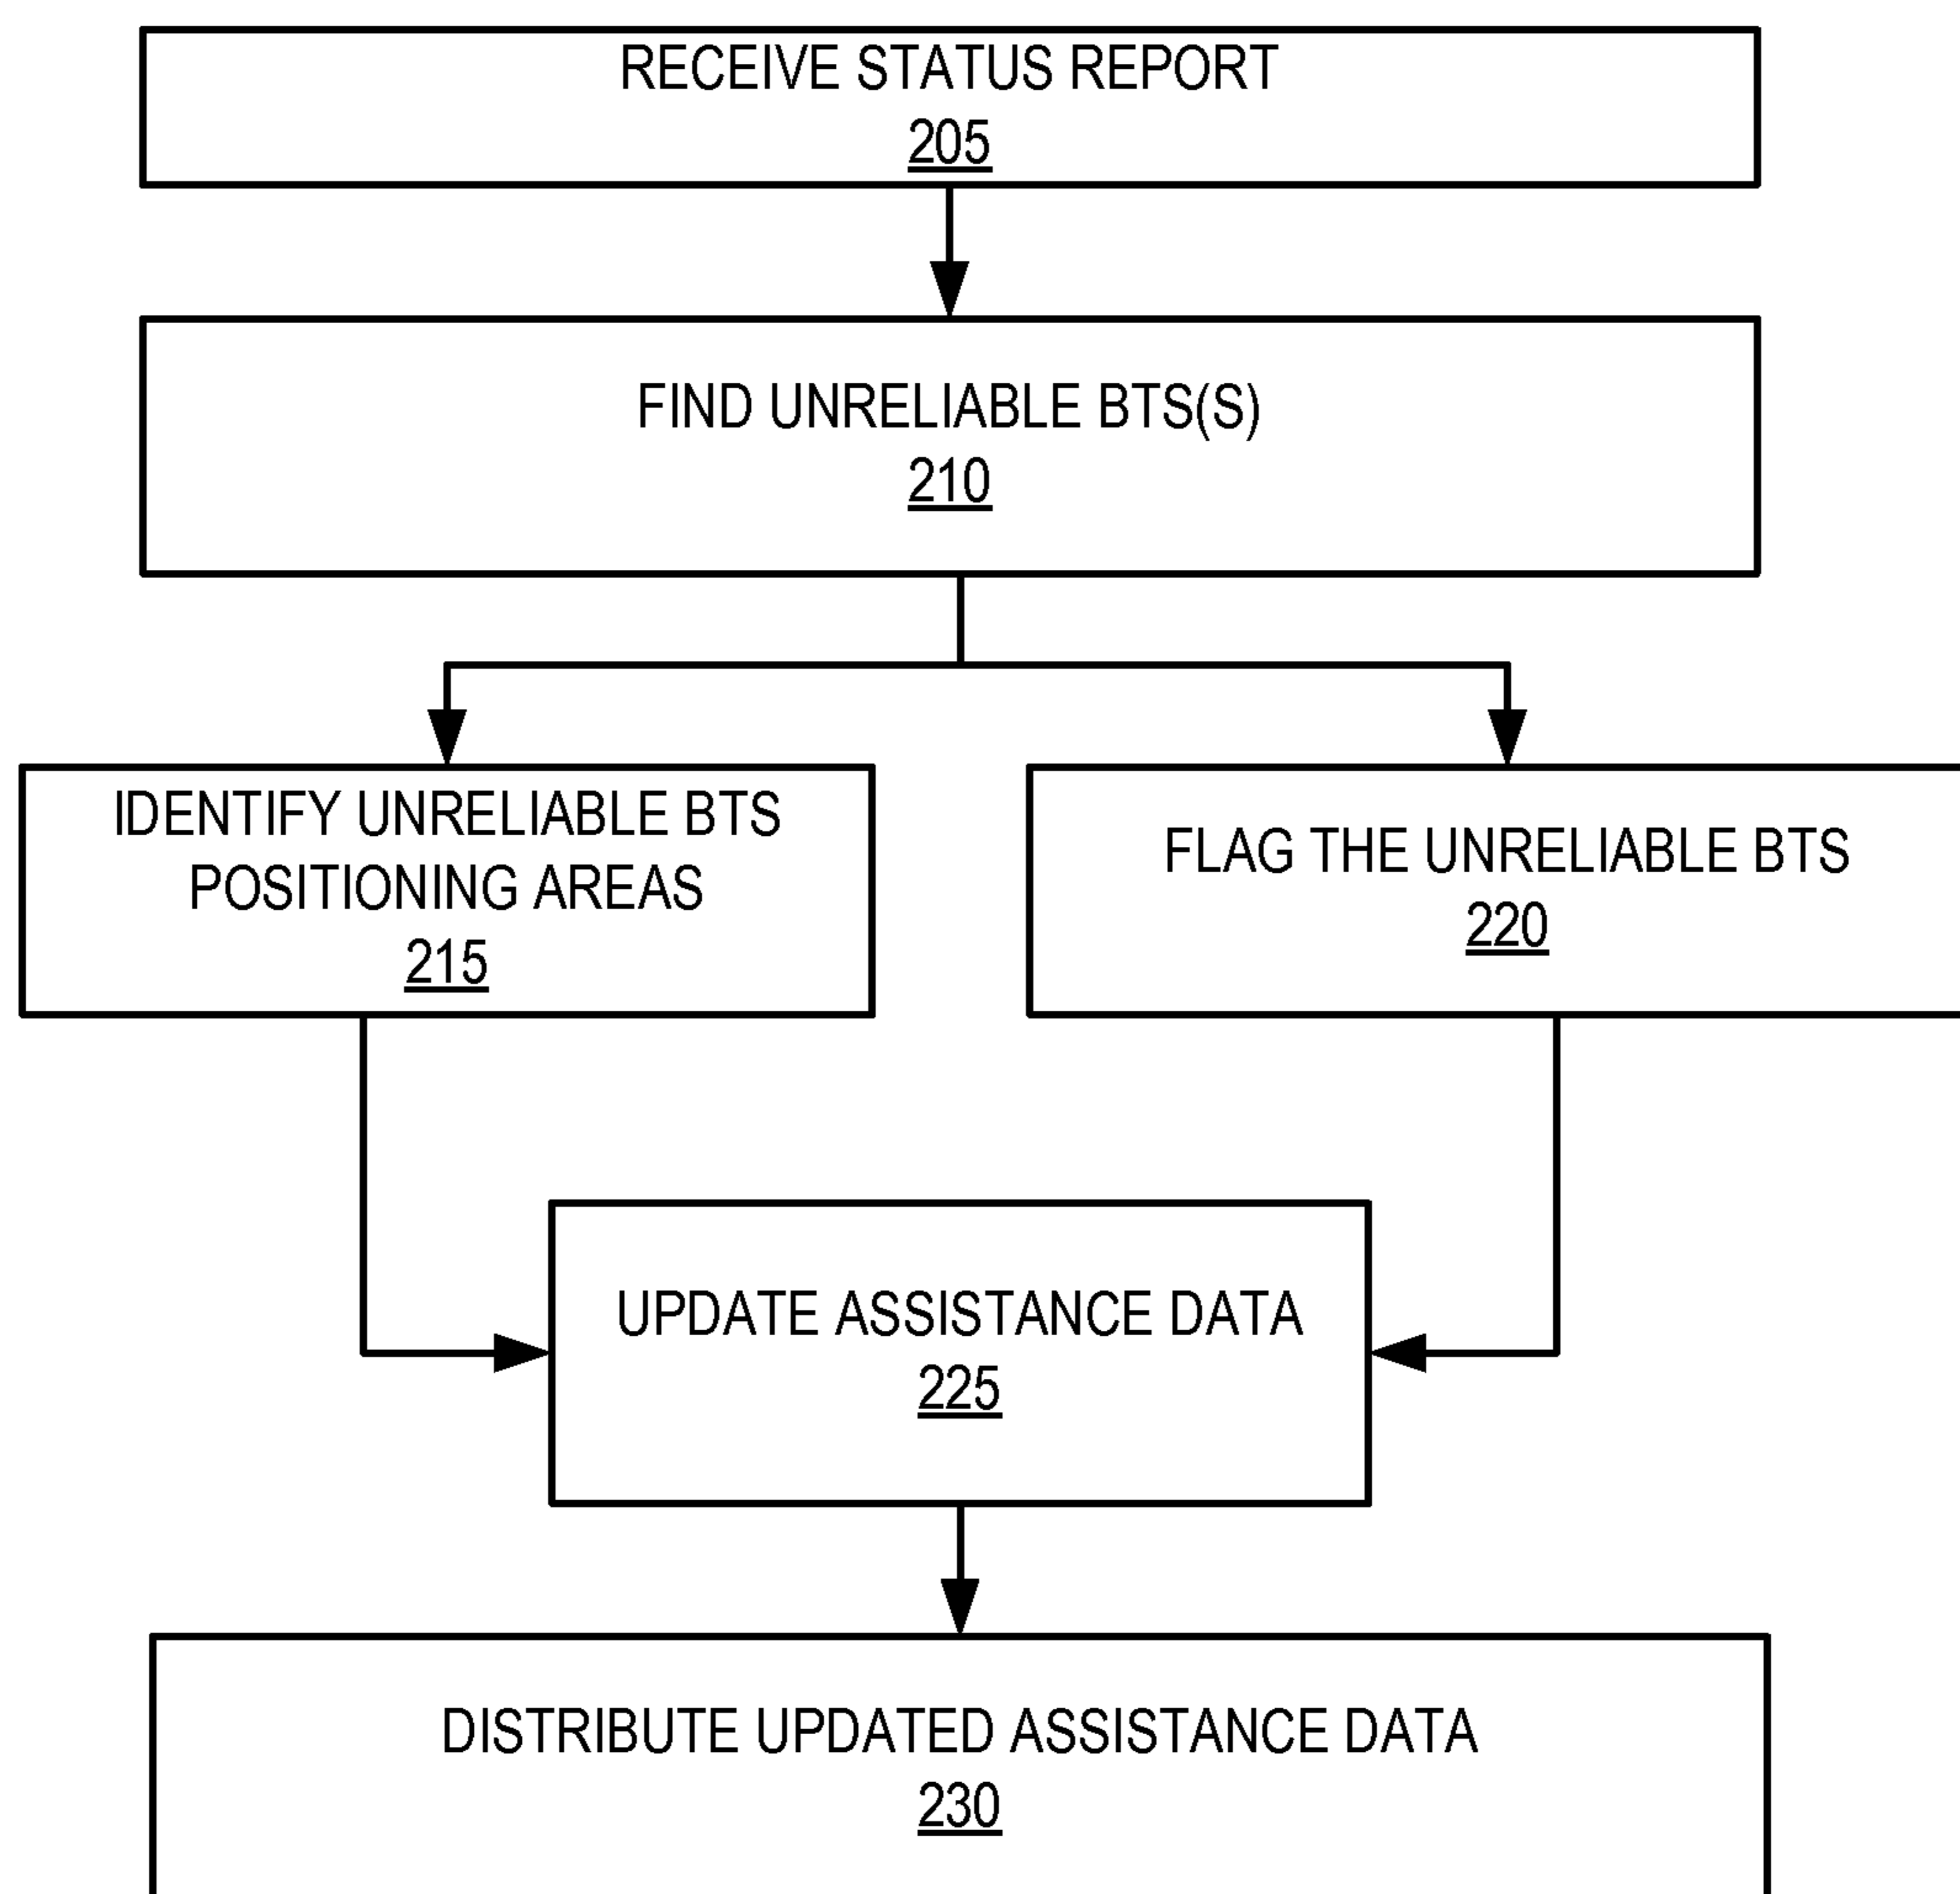 RECEIVE STATUS REPORT
205
FIND UNRELIABLE BTS(S)
210
IDENTIFY UNRELIABLE BTS
POSITIONING AREAS
215
FLAG THE UNRELIABLE BTS
220
UPDATE ASSISTANCE DATA
225
DISTRIBUTE UPDATED ASSISTANCE DATA
230